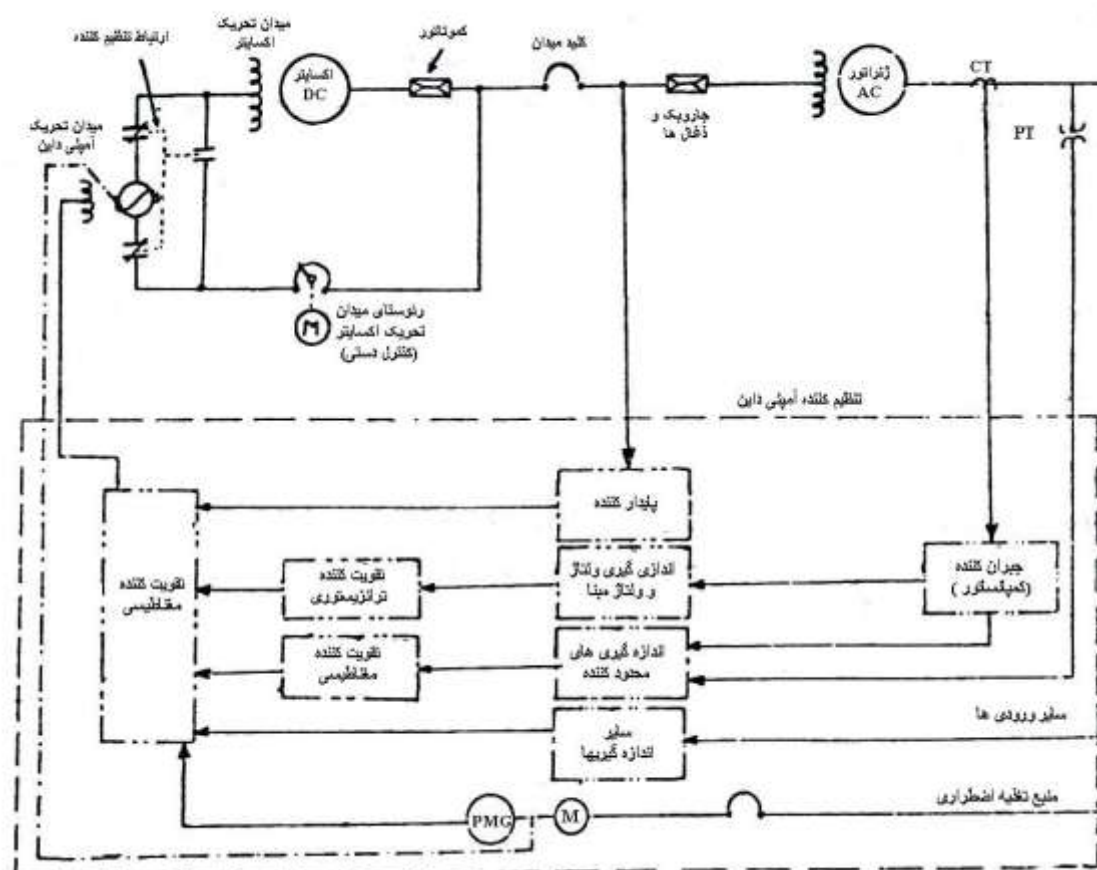 میدان تحریک
اکسایتر
ارتباط تنظیم کننده
کموتاتور
کلید میدان
اکسایتر
DC
ژنراتور
AC
CT
PT
جاروبک و
ذغال ها
میدان تحریک
آمپلی داین
رئوستای میدان
تحریک اکسایتر
(کنترل دستی)
M
تنظیم کننده آمپلی داین
پایدار کننده
اندازی گیری ولتاژ
و ولتاژ مبنا
تقویت کننده
ترانزیستوری
تقویت کننده
مغناطیسی
جبران کننده
(کمپانساتور )
اندازه گیری های
محدود کننده
تقویت کننده
مغناطیسی
سایر
اندازه گیریها
سایر ورودی ها
منبع تغذیه اضطراری
PMG
M